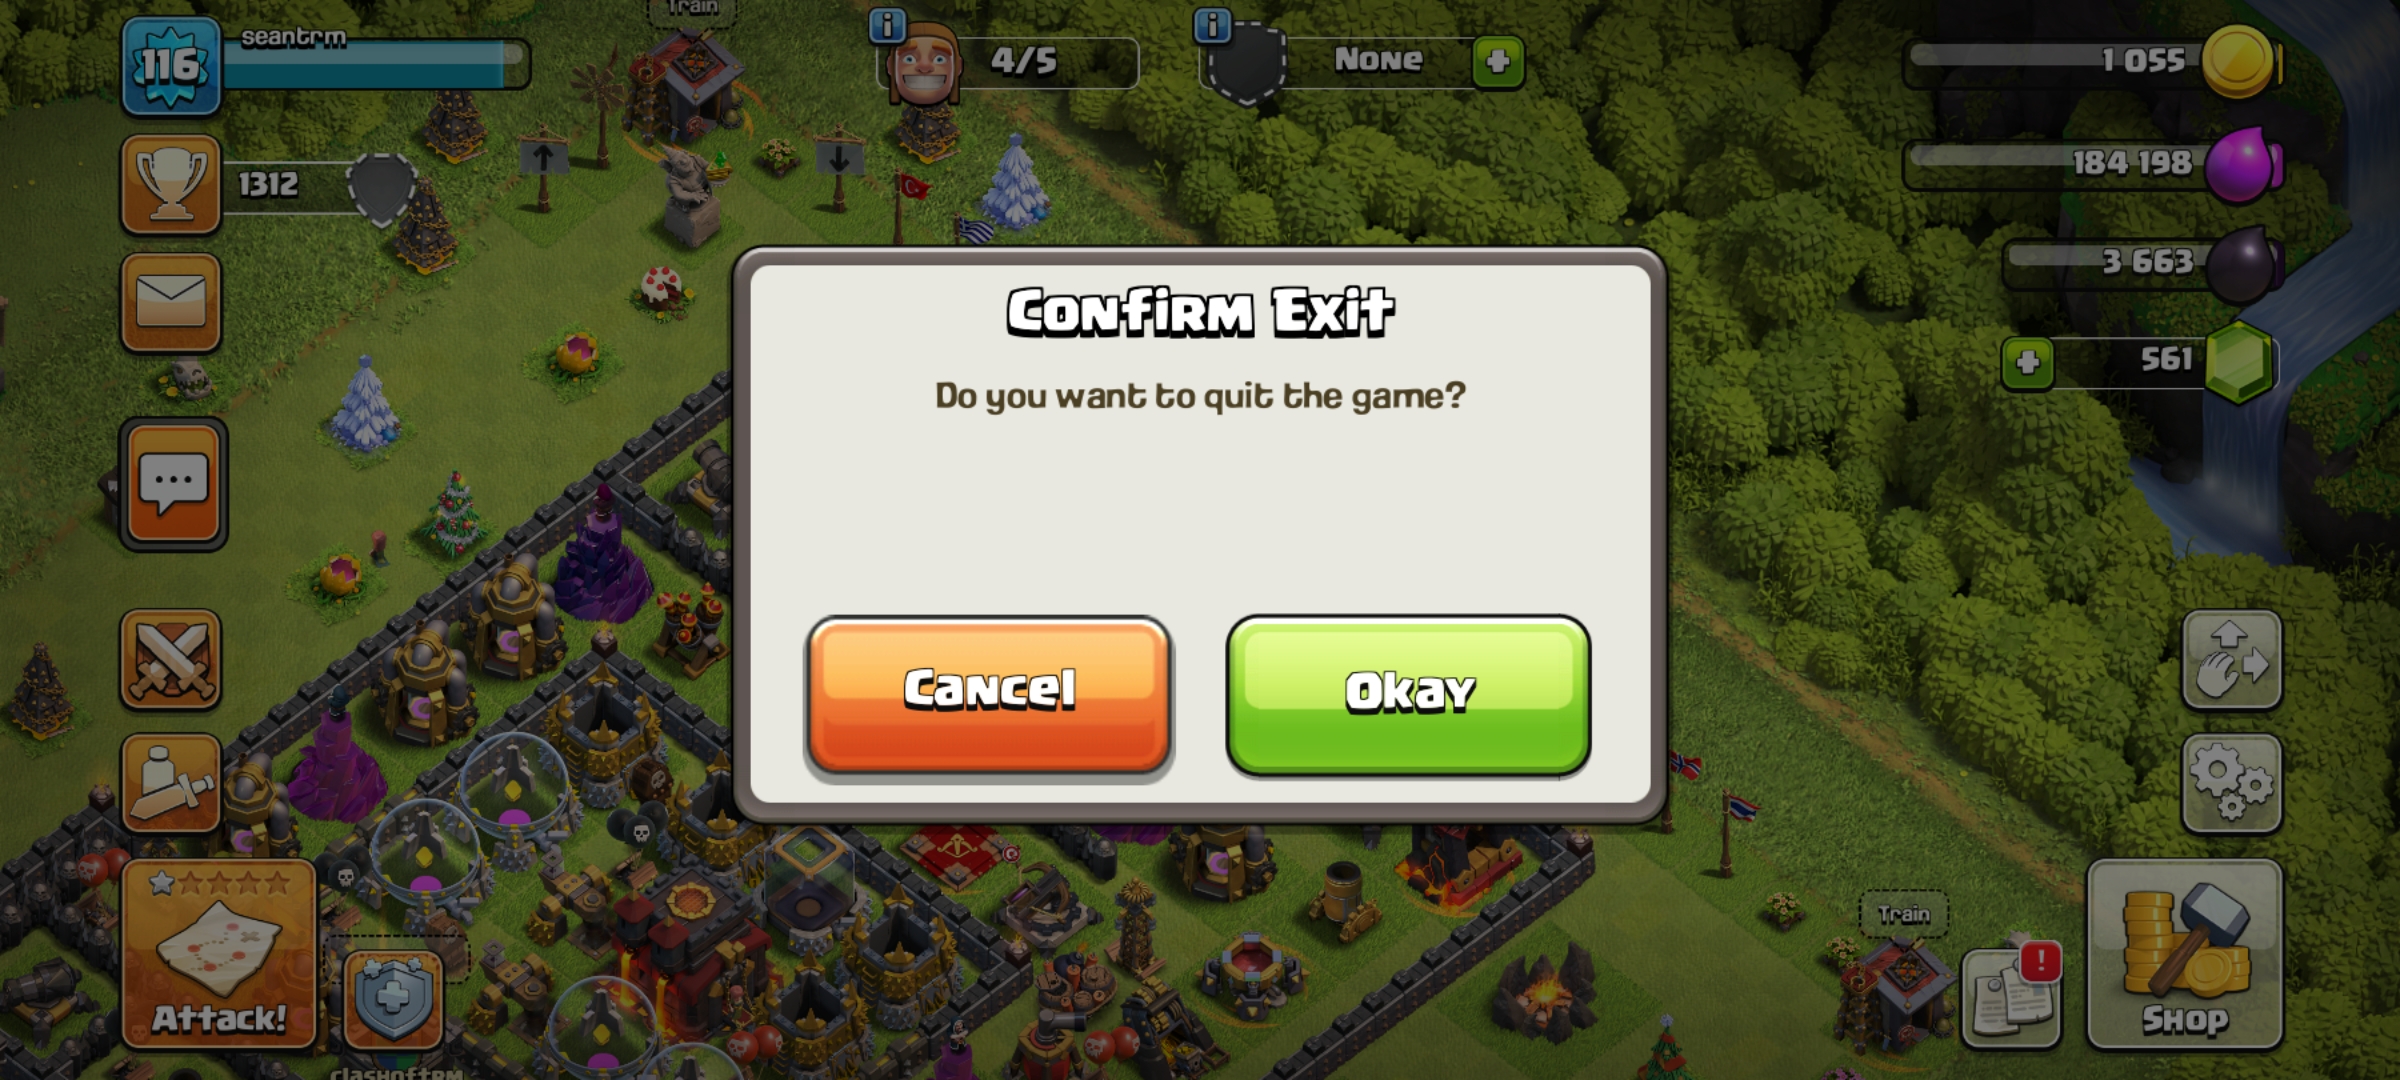 Train
116
seantrm
4/5
None
1 055
1312
184 198
3 663
561
Confirm Exit
Do you want to quit the game?
Cancel
Okay
Train
Attack!
Shop
clashoftrm